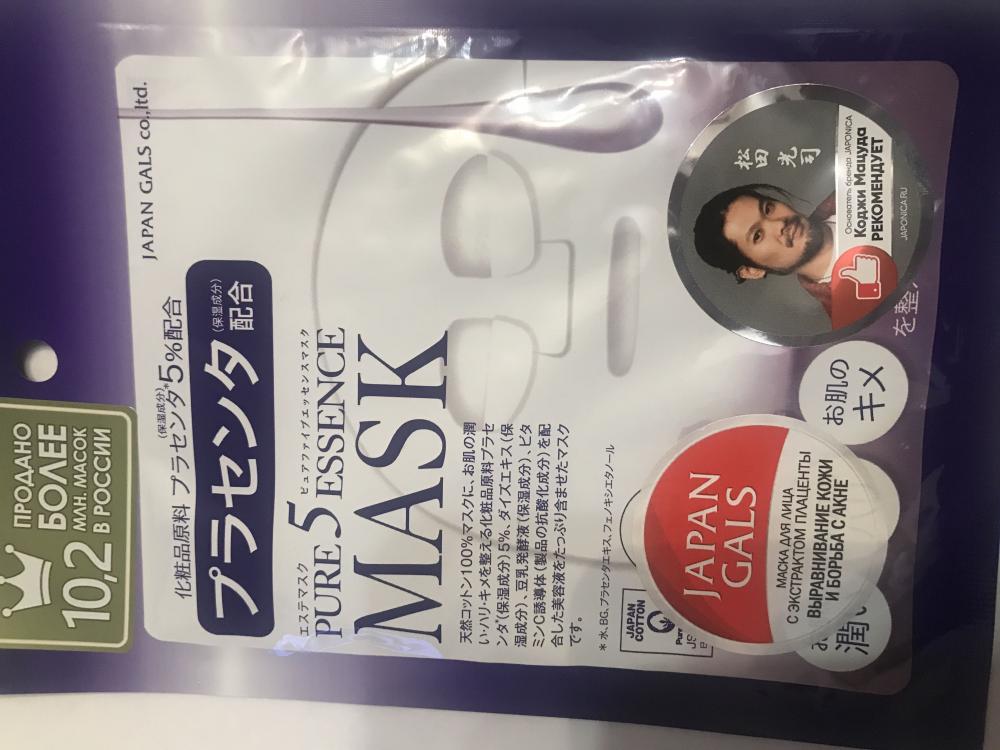 ПРОДАНО
БОЛЕЕ
10,2 МЛН. МАСОК
В РОССИИ
JAPAN GALS co.,ltd.
(保湿成分)
化粧品原料 プラセンタ*5%配合
プラセンタ(保湿成分)配合
エステマスク ピュアファイブエッセンスマスク
PURE 5 ESSENCE
MASK
天然コットン100%マスクに、お肌の潤
い・ハリ・キメを整える化粧品原料プラセ
ンタ*(保湿成分)5%、ダイズエキス(保
湿成分)、豆乳発酵液(保湿成分)、ビタ
ミンC誘導体(製品の抗酸化成分)を配
合した美容液をたっぷり含ませたマスク
です。
*水、BG、プラセンタエキス、フェノキシエタノール
JAPAN
COTTON
Pure
JAPAN
GALS
МАСКА ДЛЯ ЛИЦА
С ЭКСТРАКТОМ ПЛАЦЕНТЫ
ВЫРАВНИВАНИЕ КОЖИ
И БОРЬБА С АКНЕ
潤
お肌の
キメ
を整
松田
光司
Основатель бренда JAPONICA
Коджи Мацуда
РЕКОМЕНДУЕТ
JAPONICA.RU